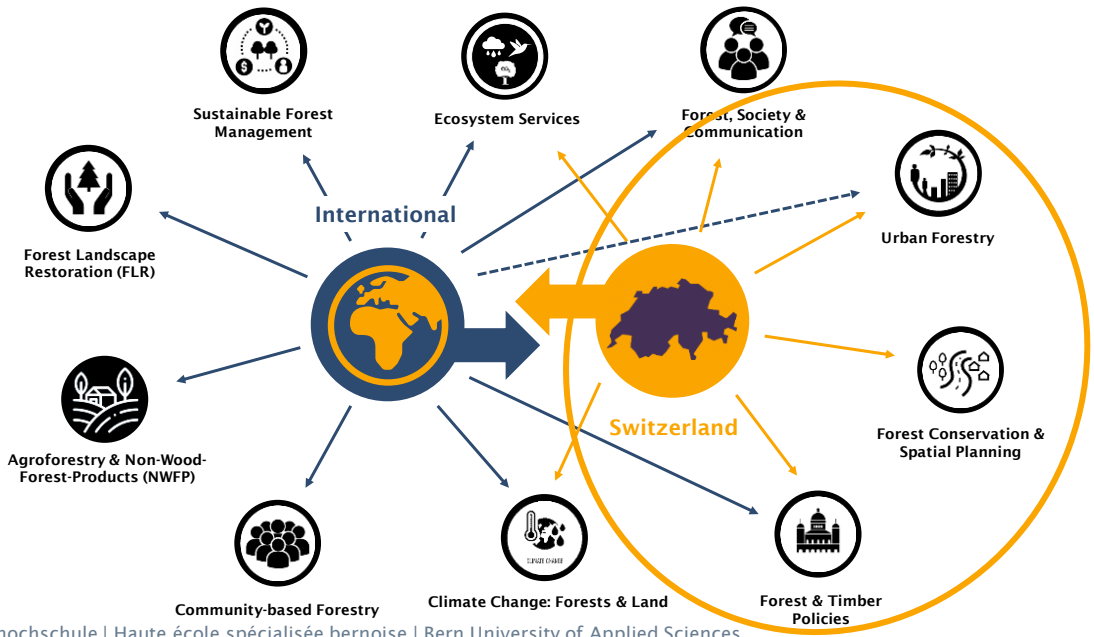 Sustainable Forest
Management
Ecosystem Services
Forest, Society &
Communication
International
Urban Forestry
Forest Landscape
Restoration (FLR)
Switzerland
Forest Conservation &
Spatial Planning
Agroforestry & Non-Wood-
Forest-Products (NWFP)
CLIMATE CHANGE
Community-based Forestry
Climate Change: Forests & Land
Forest & Timber
Policies
hochschule | Haute école spécialisée bernoise | Bern University of Applied Sciences